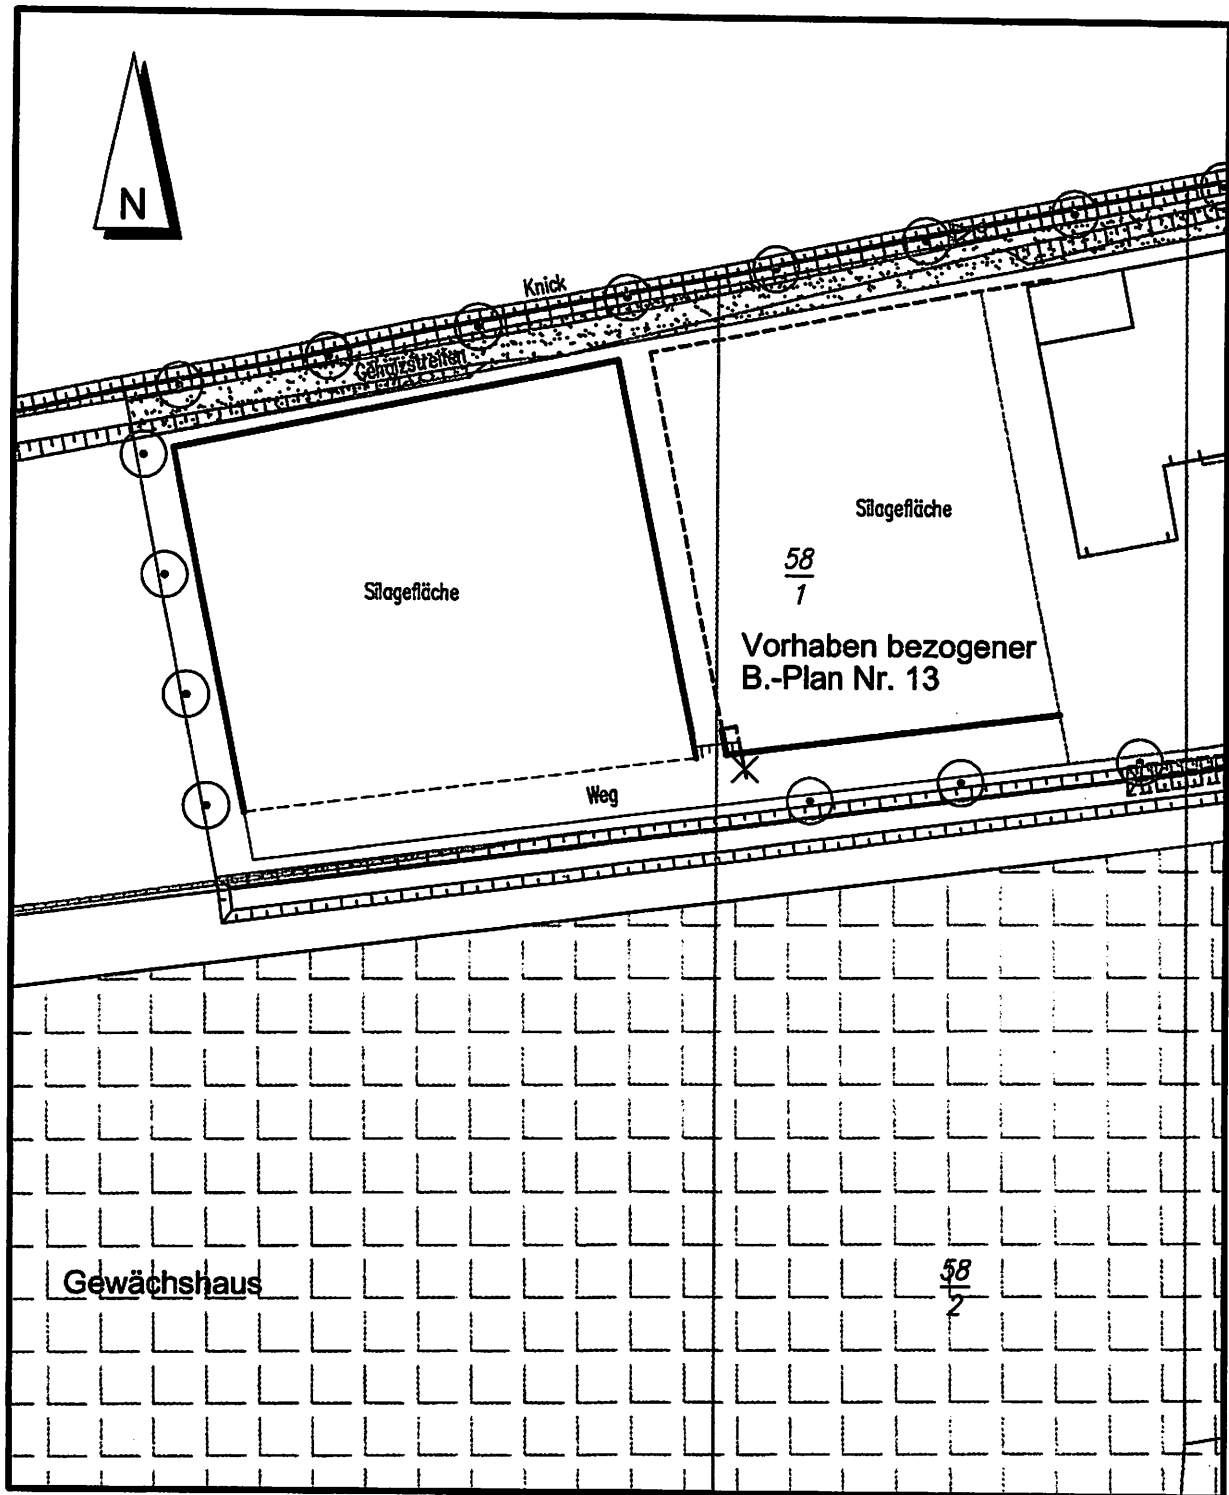 N
Knick
Gehölzstreifen
Silagefläche
58
1
Silagefläche
Vorhaben bezogener
B.-Plan Nr. 13
Weg
Gewächshaus
58
2